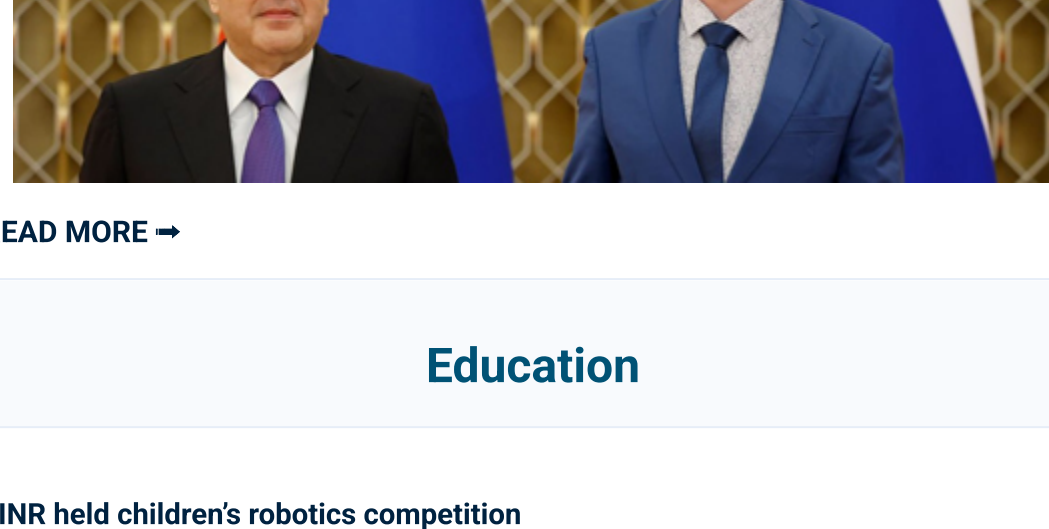 EAD MORE ➡
Education
INR held children’s robotics competition